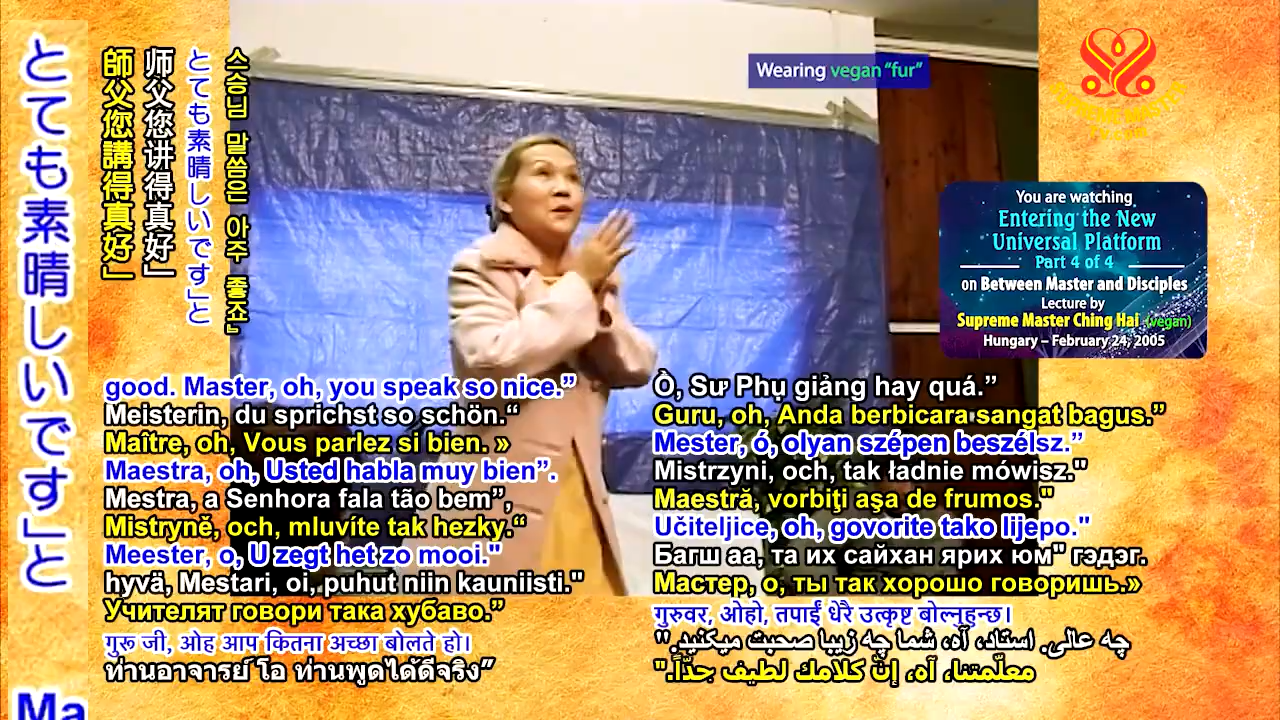 とても素晴しいです」と
Ma
師父您講得真好」
师父您讲得真好」
とても素晴しいです」と
스승님 말씀은 아주 좋죠』
Wearing vegan “fur”
SUPREME MASTER
TV.com
You are watching
Entering the New
Universal Platform
Part 4 of 4
on Between Master and Disciples
Lecture by
Supreme Master Ching Hai (vegan)
Hungary – February 24, 2005
good. Master, oh, you speak so nice.”
Meisterin, du sprichst so schön.“
Maître, oh, Vous parlez si bien. »
Maestra, oh, Usted habla muy bien”.
Mestra, a Senhora fala tão bem”,
Mistryně, och, mluvíte tak hezky.“
Meester, o, U zegt het zo mooi."
hyvä, Mestari, oi, puhut niin kauniisti."
Учителят говори така хубаво.”
गुरू जी, ओह आप कितना अच्छा बोलते हो।
ท่านอาจารย์ โอ ท่านพูดได้ดีจริง”
Ồ, Sư Phụ giảng hay quá.”
Guru, oh, Anda berbicara sangat bagus.”
Mester, ó, olyan szépen beszélsz.”
Mistrzyni, och, tak ładnie mówisz."
Maestră, vorbiţi aşa de frumos."
Učiteljice, oh, govorite tako lijepo."
Багш аа, та их сайхан ярих юм" гэдэг.
Мастер, о, ты так хорошо говоришь.»
गुरुवर, ओहो, तपाईं धेरै उत्कृष्ट बोल्नुहुन्छ।
چه عالی. استاد، آه، شما چه زیبا صحبت میکنید."
معلّمتنا، آه، إن كلامك لطيف جدّاً."